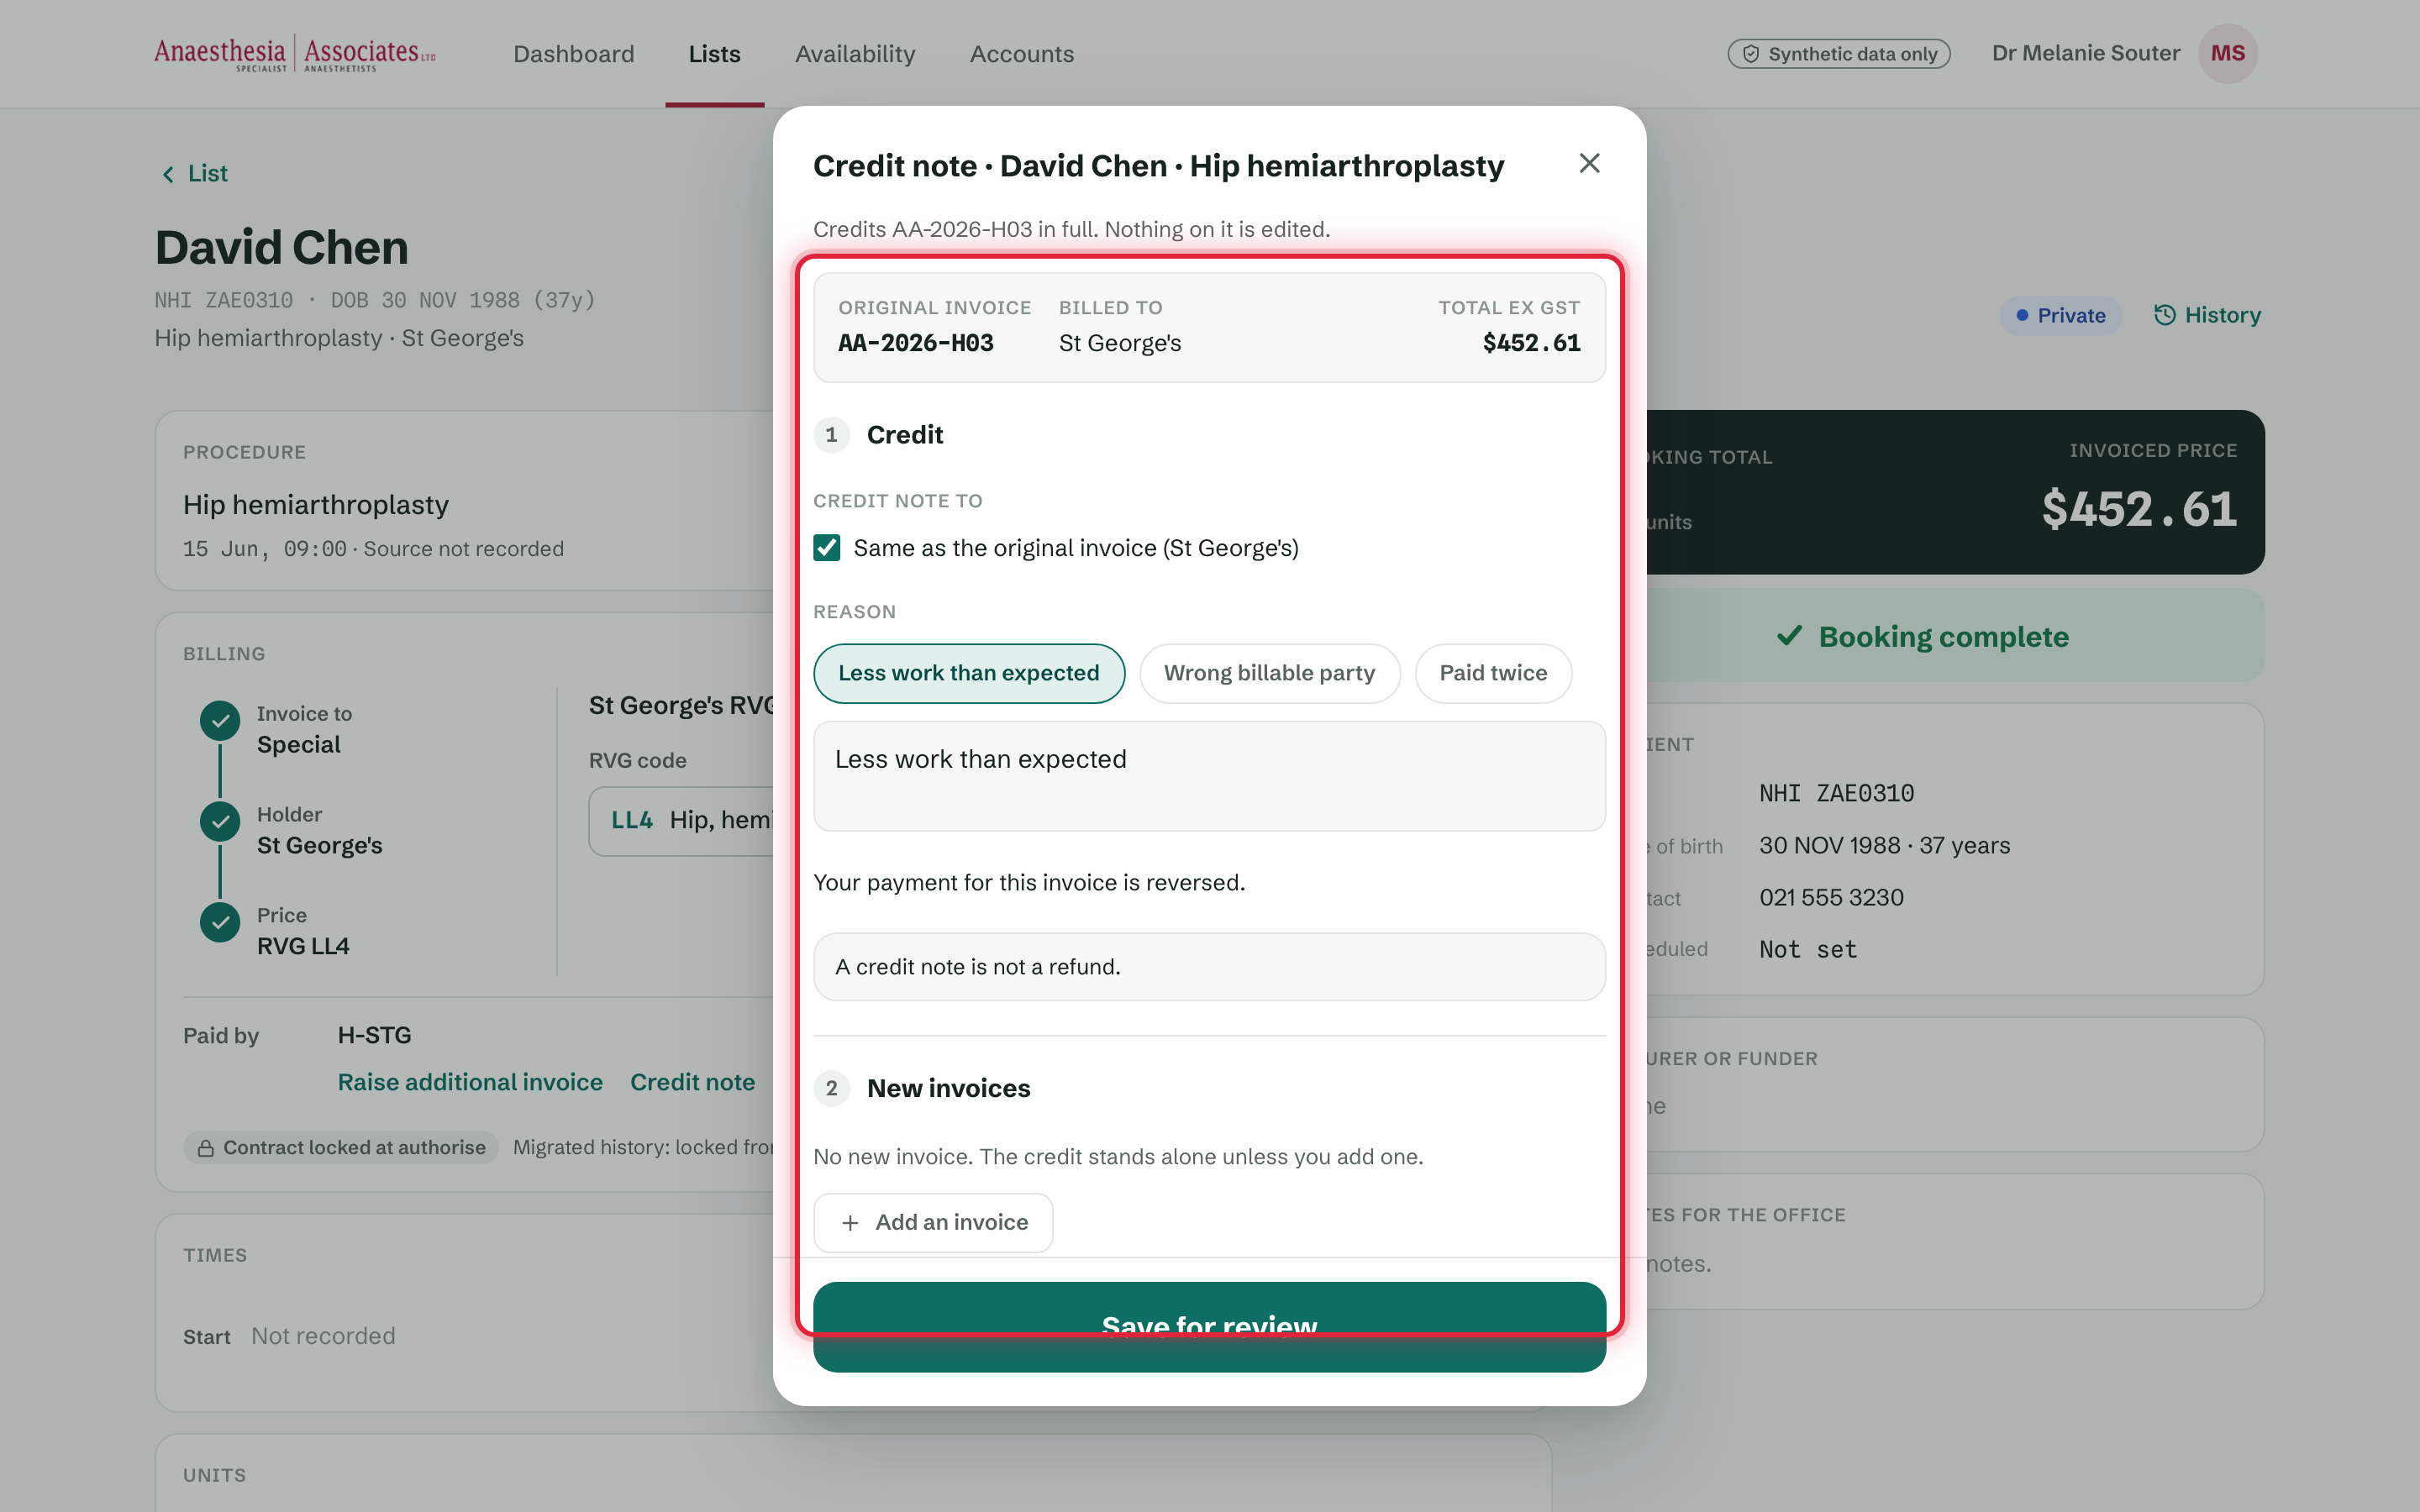 Anaesthesia | Associates LTD
SPECIALIST ANAESTHETISTS
Dashboard
Lists
Availability
Accounts
Synthetic data only
Dr Melanie Souter
MS
List
David Chen
NHI ZAE0310 · DOB 30 NOV 1988 (37y)
Hip hemiarthroplasty · St George's
Private
History
PROCEDURE
Hip hemiarthroplasty
15 Jun, 09:00 · Source not recorded
BILLING
Invoice to
Special
Holder
St George's
Price
RVG LL4
St George's RVG
RVG code
LL4 Hip, hemi
Paid by H-STG
Raise additional invoice Credit note
Contract locked at authorise Migrated history: locked from
TIMES
Start Not recorded
UNITS
Credit note · David Chen · Hip hemiarthroplasty
Credits AA-2026-H03 in full. Nothing on it is edited.
ORIGINAL INVOICE BILLED TO TOTAL EX GST
AA-2026-H03 St George's $452.61
1 Credit
CREDIT NOTE TO
Same as the original invoice (St George's)
REASON
Less work than expected
Wrong billable party
Paid twice
Less work than expected
Your payment for this invoice is reversed.
A credit note is not a refund.
2 New invoices
No new invoice. The credit stands alone unless you add one.
+ Add an invoice
Save for review
OKING TOTAL
units
INVOICED PRICE
$452.61
Booking complete
IENT
NHI ZAE0310
e of birth 30 NOV 1988 · 37 years
tact 021 555 3230
eduled Not set
URER OR FUNDER
ne
TES FOR THE OFFICE
notes.